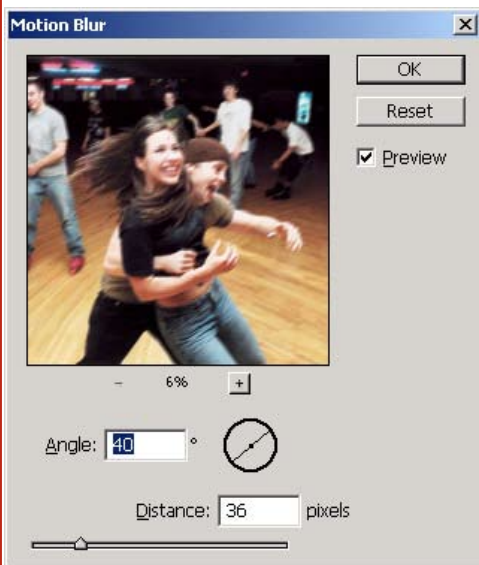 Motion Blur
OK
Reset
Preview
- 6% +
Angle: 40 °
Distance: 36 pixels